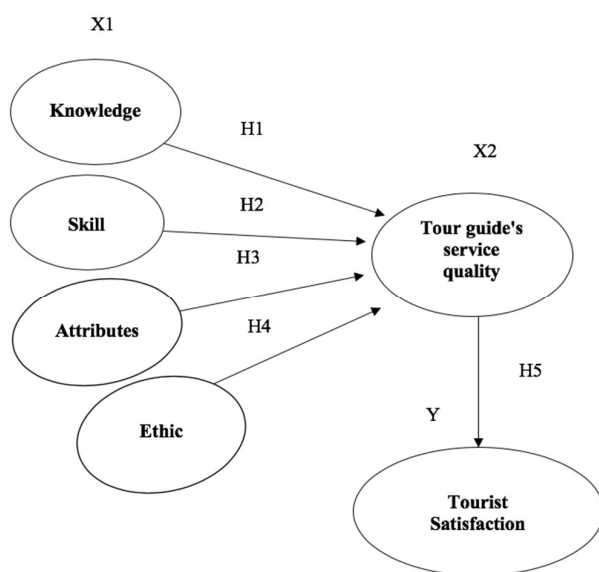 X1
Knowledge
H1
X2
H2
Skill
Tour guide's
service
quality
H3
Attributes
H4
H5
Ethic
Y
Tourist
Satisfaction